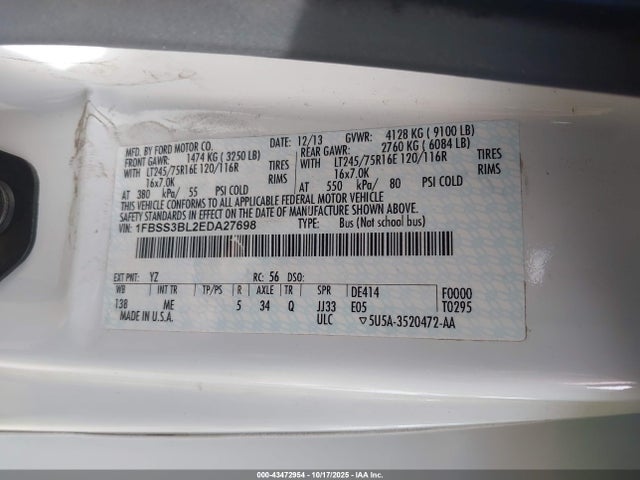 MFD. BY FORD MOTOR CO.
DATE: 12/13 GVWR: 4128 KG ( 9100 LB)
FRONT GAWR: 1474 KG ( 3250 LB) REAR GAWR: 2760 KG ( 6084 LB)
WITH LT245/75R16E 120/116R TIRES WITH LT245/75R16E 120/116R TIRES
16x7.0K RIMS 16x7.0K RIMS
AT 380 kPa/ 55 PSI COLD AT 550 kPa/ 80 PSI COLD
THIS VEHICLE CONFORMS TO ALL APPLICABLE FEDERAL MOTOR VEHICLE
SAFETY STANDARDS IN EFFECT ON THE DATE OF MANUFACTURE SHOWN ABOVE.
VIN: 1FBSS3BL2EDA27698 TYPE: Bus (Not school bus)
EXT PNT: YZ RC: 56 DSO:
WB INT TR TP/PS R AXLE TR SPR DE414 F0000
138 ME 5 34 Q JJ33 E05 T0295
MADE IN U.S.A. ULC ▽5U5A-3520472-AA
000-43472954 - 10/17/2025 - IAA Inc.